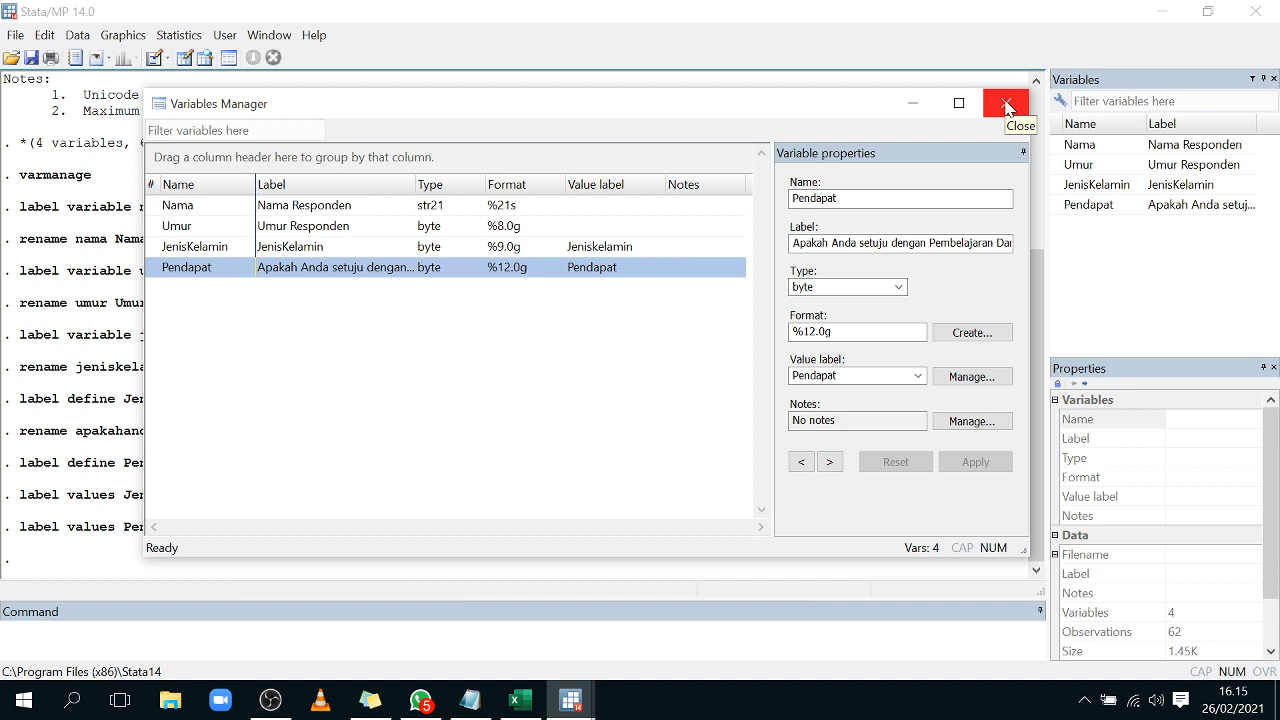 Stata/MP 14.0
File Edit Data Graphics Statistics User Window Help
Notes:
1. Unicode
2. Maximum
. *(4 variables,
. varmanage
. label variable
. rename nama Nama
. label variable
. rename umur Umur
. label variable
. rename jeniskela
. label define Jen
. rename apakahand
. label define Pen
. label values Jen
. label values Pen
.
Variables Manager
Close
Filter variables here
Drag a column header here to group by that column.
# Name Label Type Format Value label Notes
Nama Nama Responden str21 %21s
Umur Umur Responden byte %8.0g
JenisKelamin JenisKelamin byte %9.0g Jeniskelamin
Pendapat Apakah Anda setuju dengan... byte %12.0g Pendapat
Variable properties
Name:
Pendapat
Label:
Apakah Anda setuju dengan Pembelajaran Dar
Type:
byte
Format:
%12.0g Create...
Value label:
Pendapat Manage...
Notes:
No notes Manage...
< > Reset Apply
Ready Vars: 4 CAP NUM
Variables
Filter variables here
Name Label
Nama Nama Responden
Umur Umur Responden
JenisKelamin JenisKelamin
Pendapat Apakah Anda setuj...
Properties
Variables
Name
Label
Type
Format
Value label
Notes
Data
Filename
Label
Notes
Variables 4
Observations 62
Size 1.45K
Command
C:\Program Files (x86)\Stata14 CAP NUM OVR
5
14
16.15
26/02/2021